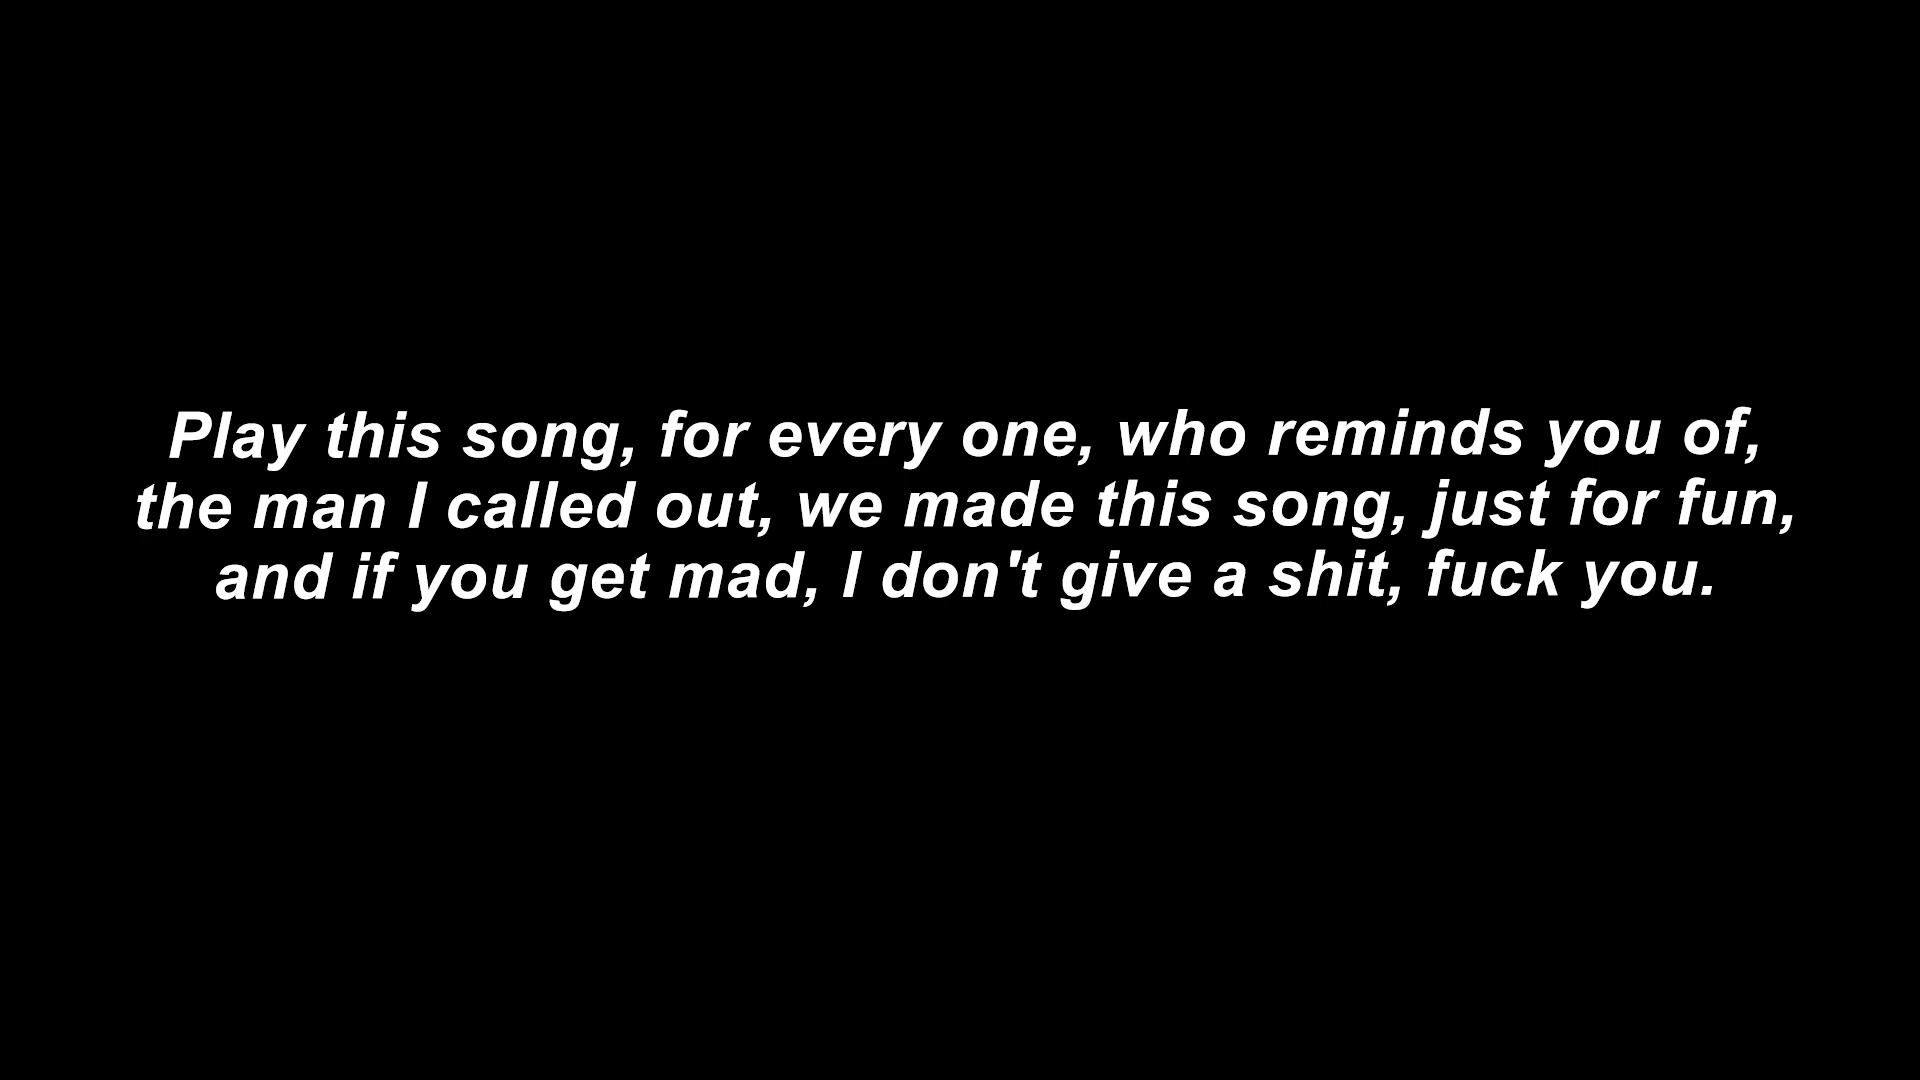 Play this song, for every one, who reminds you of,
the man I called out, we made this song, just for fun,
and if you get mad, I don't give a shit, fuck you.